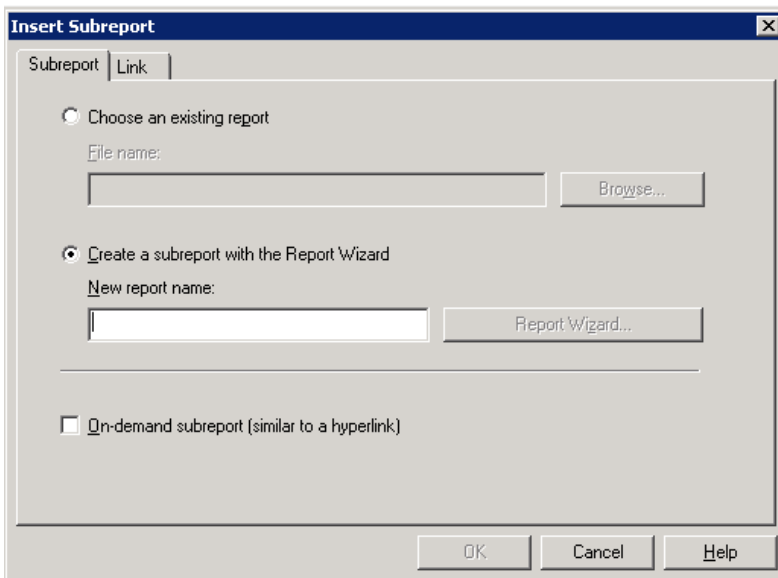 Insert Subreport
Subreport
Link
Choose an existing report
File name:
Browse...
Create a subreport with the Report Wizard
New report name:
Report Wizard...
On-demand subreport (similar to a hyperlink)
OK
Cancel
Help